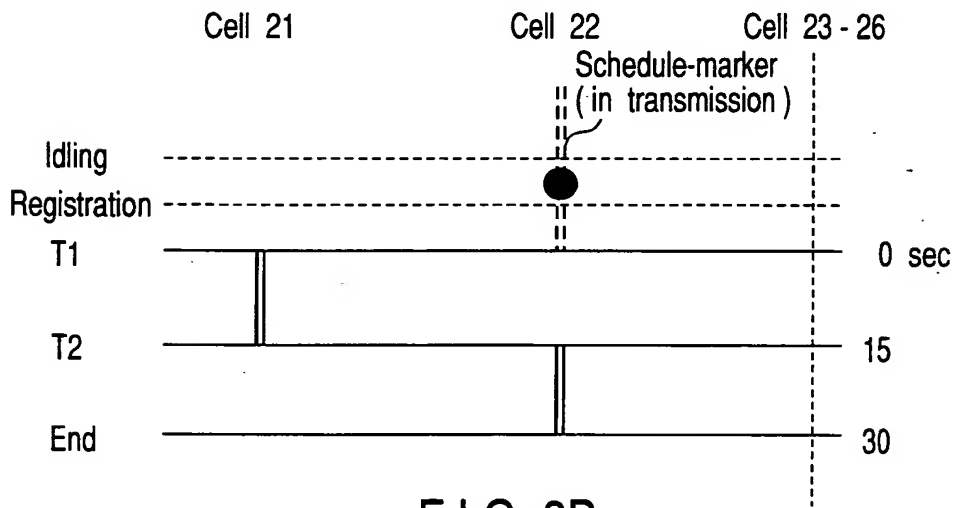 Cell 21 Cell 22 Cell 23 - 26
Schedule-marker
( in transmission )
Idling
Registration
T1 0 sec
T2 15
End 30